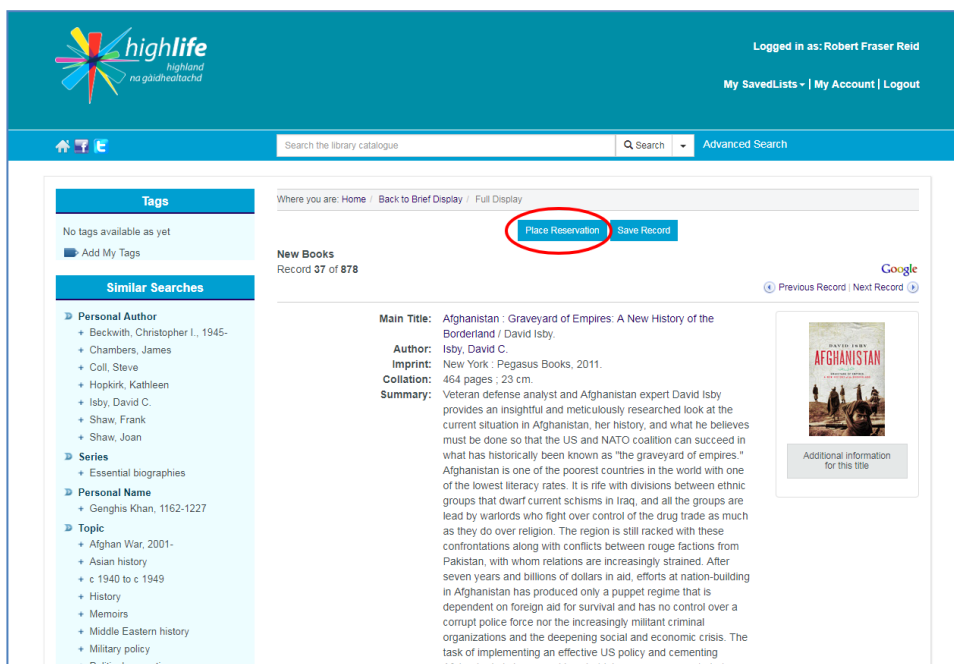 highlife
highland
na gàidhealtachd
Logged in as: Robert Fraser Reid
My SavedLists | My Account | Logout
Search the library catalogue
Search
Advanced Search
Tags
No tags available as yet
Add My Tags
Similar Searches
Personal Author
+ Beckwith, Christopher I., 1945-
+ Chambers, James
+ Coll, Steve
+ Hopkirk, Kathleen
+ Isby, David C.
+ Shaw, Frank
+ Shaw, Joan
Series
+ Essential biographies
Personal Name
+ Genghis Khan, 1162-1227
Topic
+ Afghan War, 2001-
+ Asian history
+ c 1940 to c 1949
+ History
+ Memoirs
+ Middle Eastern history
+ Military policy
Where you are: Home / Back to Brief Display / Full Display
Place Reservation Save Record
New Books
Record 37 of 878
Google
Previous Record | Next Record
Main Title: Afghanistan : Graveyard of Empires: A New History of the
Borderland / David Isby.
Author: Isby, David C.
Imprint: New York : Pegasus Books, 2011.
Collation: 464 pages ; 23 cm.
Summary: Veteran defense analyst and Afghanistan expert David Isby
provides an insightful and meticulously researched look at the
current situation in Afghanistan, her history, and what he believes
must be done so that the US and NATO coalition can succeed in
what has historically been known as "the graveyard of empires."
Afghanistan is one of the poorest countries in the world with one
of the lowest literacy rates. It is rife with divisions between ethnic
groups that dwarf current schisms in Iraq, and all the groups are
lead by warlords who fight over control of the drug trade as much
as they do over religion. The region is still racked with these
confrontations along with conflicts between rouge factions from
Pakistan, with whom relations are increasingly strained. After
seven years and billions of dollars in aid, efforts at nation-building
in Afghanistan has produced only a puppet regime that is
dependent on foreign aid for survival and has no control over a
corrupt police force nor the increasingly militant criminal
organizations and the deepening social and economic crisis. The
task of implementing an effective US policy and cementing
DAVID ISBY
AFGHANISTAN
Additional information
for this title